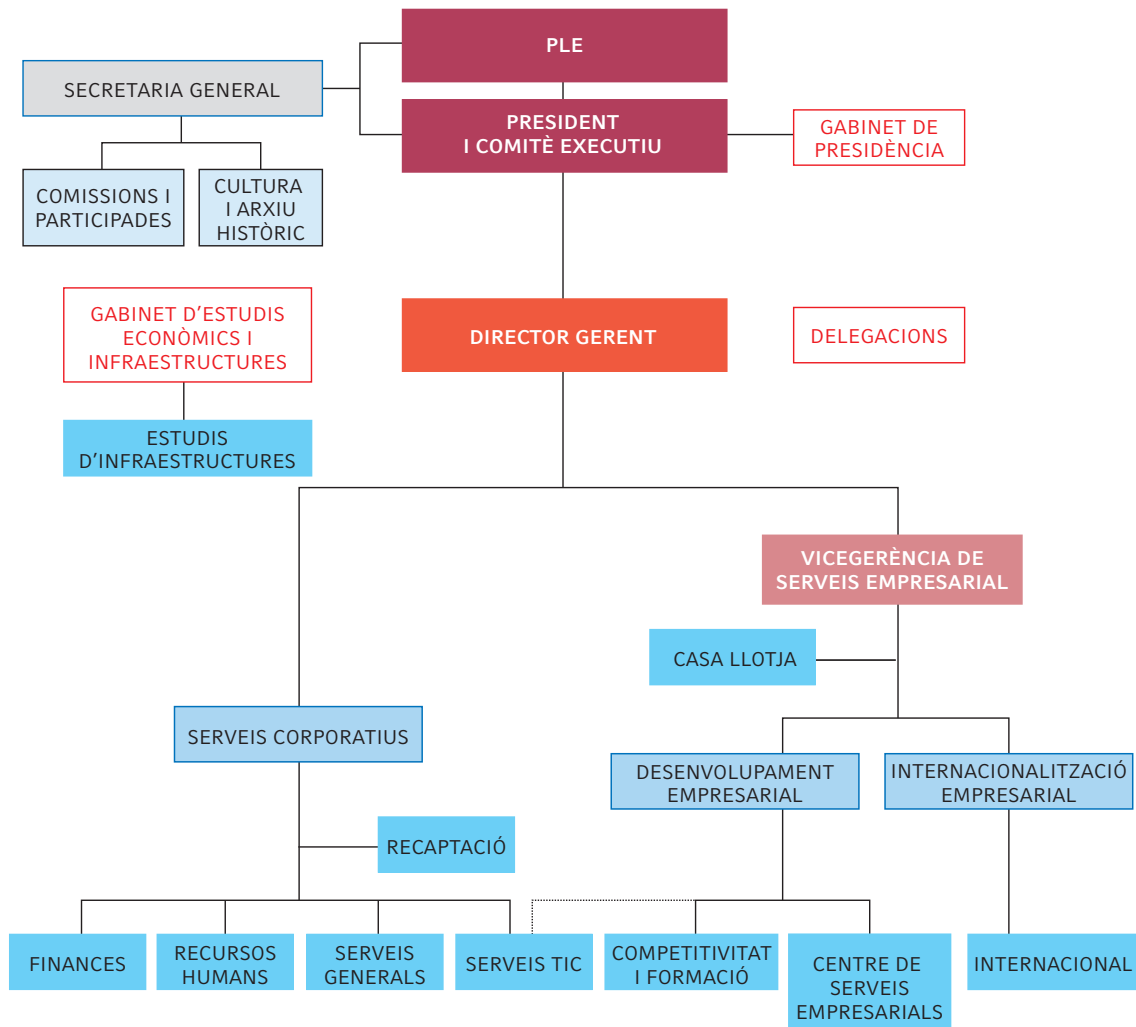 PLE
SECRETARIA GENERAL
PRESIDENT
I COMITÈ EXECUTIU
GABINET DE
PRESIDÈNCIA
COMISSIONS I
PARTICIPADES
CULTURA
I ARXIU
HISTÒRIC
GABINET D’ESTUDIS
ECONÒMICS I
INFRAESTRUCTURES
DIRECTOR GERENT
DELEGACIONS
ESTUDIS
D’INFRAESTRUCTURES
VICEGERÈNCIA DE
SERVEIS EMPRESARIAL
CASA LLOTJA
SERVEIS CORPORATIUS
DESENVOLUPAMENT
EMPRESARIAL
INTERNACIONALITZACIÓ
EMPRESARIAL
RECAPTACIÓ
FINANCES
RECURSOS
HUMANS
SERVEIS
GENERALS
SERVEIS TIC
COMPETITIVITAT
I FORMACIÓ
CENTRE DE
SERVEIS
EMPRESARIALS
INTERNACIONAL